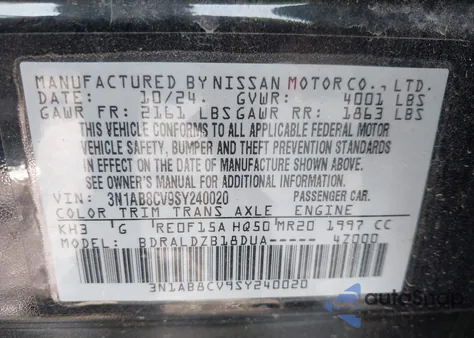 MANUFACTURED BY NISSAN MOTOR CO., LTD.
DATE: 10/24. GVWR: 4001 LBS
GAWR FR: 2161 LBS GAWR RR: 1863 LBS
THIS VEHICLE CONFORMS TO ALL APPLICABLE FEDERAL MOTOR
VEHICLE SAFETY, BUMPER AND THEFT PREVENTION STANDARDS
IN EFFECT ON THE DATE OF MANUFACTURE SHOWN ABOVE.
SEE OWNER'S MANUAL FOR ADDITIONAL INFORMATION.
VIN: 3N1AB8CV9SY240020 PASSENGER CAR.
COLOR TRIM TRANS AXLE ENGINE
KH3 G RE0F15A HQ50 MR20 1997 CC
MODEL: BDRALDZB18DUA- 4Z000
3N1AB8CV9SY240020
autoSnap